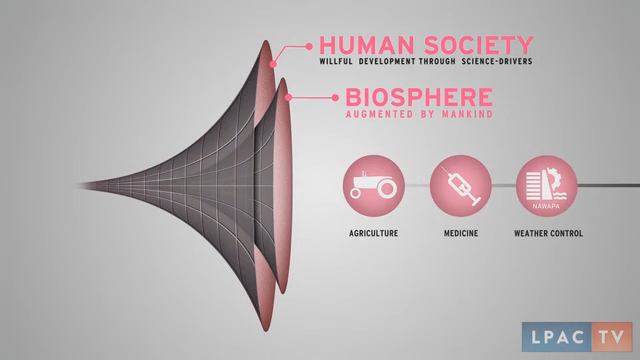 HUMAN SOCIETY
WILLFUL DEVELOPMENT THROUGH SCIENCE-DRIVERS
BIOSPHERE
AUGMENTED BY MANKIND
NAWAPA
AGRICULTURE
MEDICINE
WEATHER CONTROL
LPAC TV